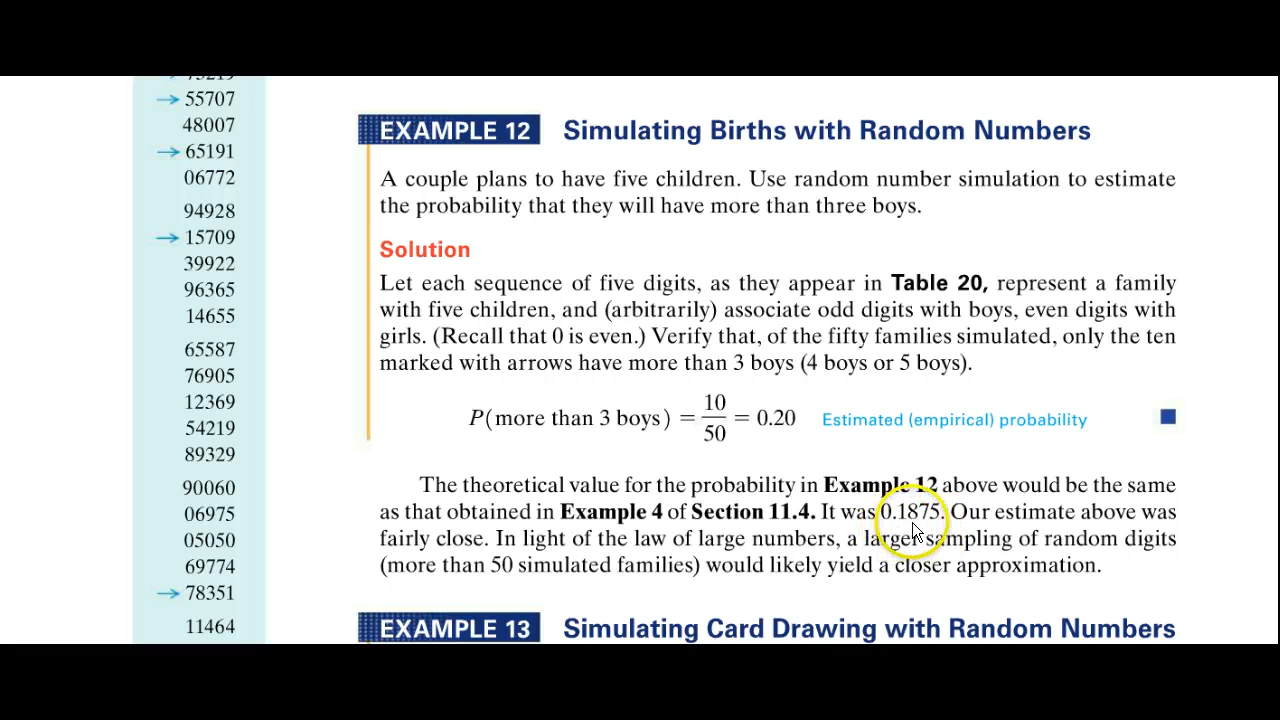 → 55707
48007
→ 65191
06772
94928
→ 15709
39922
96365
14655
65587
76905
12369
54219
89329
90060
06975
05050
69774
→ 78351
11464
EXAMPLE 12 Simulating Births with Random Numbers
A couple plans to have five children. Use random number simulation to estimate
the probability that they will have more than three boys.
Solution
Let each sequence of five digits, as they appear in Table 20, represent a family
with five children, and (arbitrarily) associate odd digits with boys, even digits with
girls. (Recall that 0 is even.) Verify that, of the fifty families simulated, only the ten
marked with arrows have more than 3 boys (4 boys or 5 boys).
P(more than 3 boys) = 10/50 = 0.20 Estimated (empirical) probability
The theoretical value for the probability in Example 12 above would be the same
as that obtained in Example 4 of Section 11.4. It was 0.1875. Our estimate above was
fairly close. In light of the law of large numbers, a larger sampling of random digits
(more than 50 simulated families) would likely yield a closer approximation.
EXAMPLE 13 Simulating Card Drawing with Random Numbers